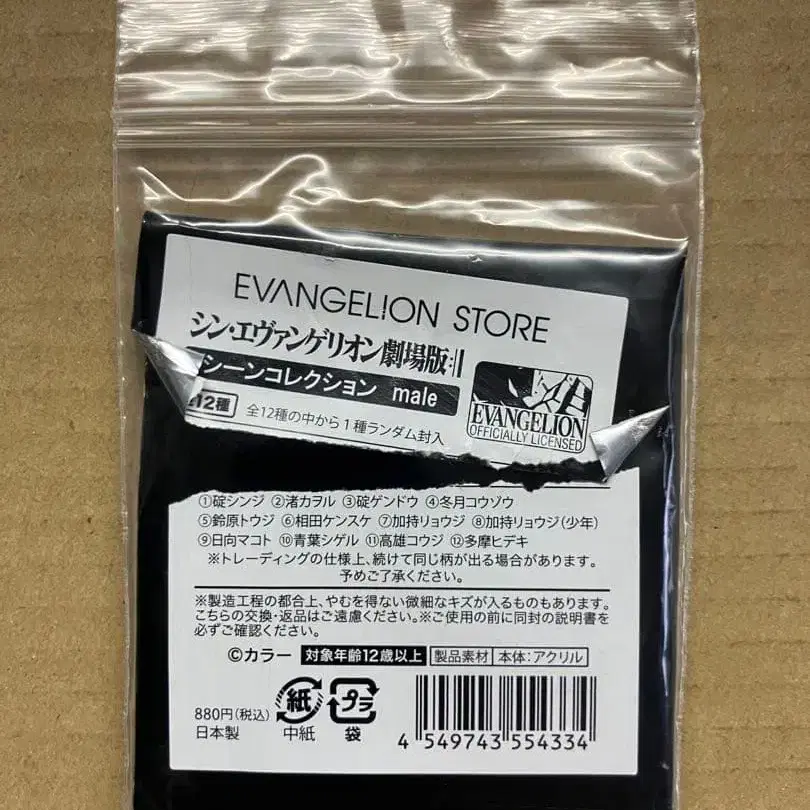 EVANGELION STORE
シン・エヴァンゲリオン劇場版:||
シーンコレクション male
12種 全12種の中から1種ランダム封入
EVANGELION
OFFICIALLY LICENSED
①碇シンジ ②渚カヲル ③碇ゲンドウ ④冬月コウゾウ
⑤鈴原トウジ ⑥相田ケンスケ ⑦加持リョウジ ⑧加持リョウジ(少年)
⑨日向マコト ⑩青葉シゲル ⑪高雄コウジ ⑫多摩ヒデキ
※トレーディングの仕様上、続けて同じ柄が出る場合があります。
予めご了承ください。
※製造工程の都合上、やむを得ない微細なキズが入るものもあります。
こちらの交換・返品はご遠慮ください。※ご使用の前に同封の説明書を
必ずご確認ください。
©カラー 対象年齢12歳以上 製品素材 本体:アクリル
880円(税込) 紙 プラ
日本製 中紙 袋
4 549743 554334